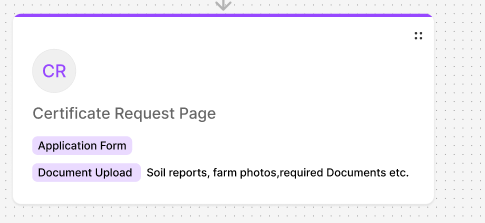 CR
Certificate Request Page
Application Form
Document Upload Soil reports, farm photos,required Documents etc.